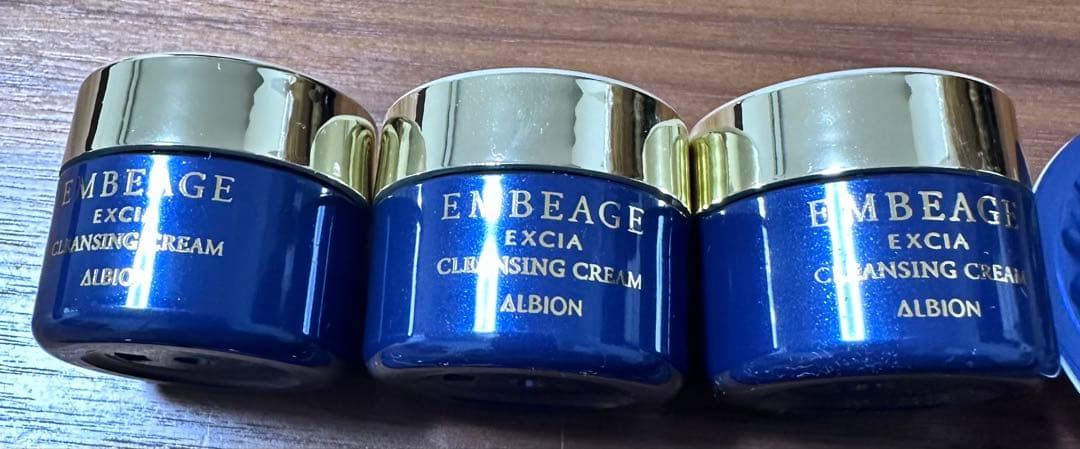 EMBEAGE
EXCIA
CLEANSING CREAM
ALBION
EMBEAGE
EXCIA
CLEANSING CREAM
ALBION
EMBEAGE
EXCIA
CLEANSING CREAM
ALBION